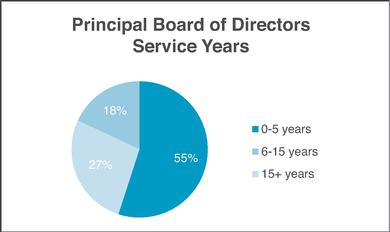 Principal Board of Directors
Service Years
18%
55%
27%
0-5 years
6-15 years
15+ years